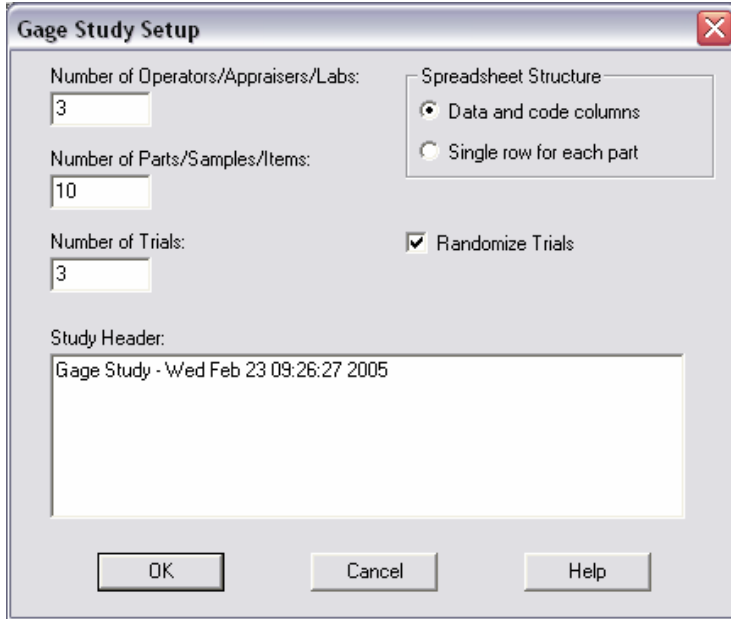 Gage Study Setup
Number of Operators/Appraisers/Labs:
3
Number of Parts/Samples/Items:
10
Number of Trials:
3
Spreadsheet Structure
Data and code columns
Single row for each part
Randomize Trials
Study Header:
Gage Study - Wed Feb 23 09:26:27 2005
OK
Cancel
Help